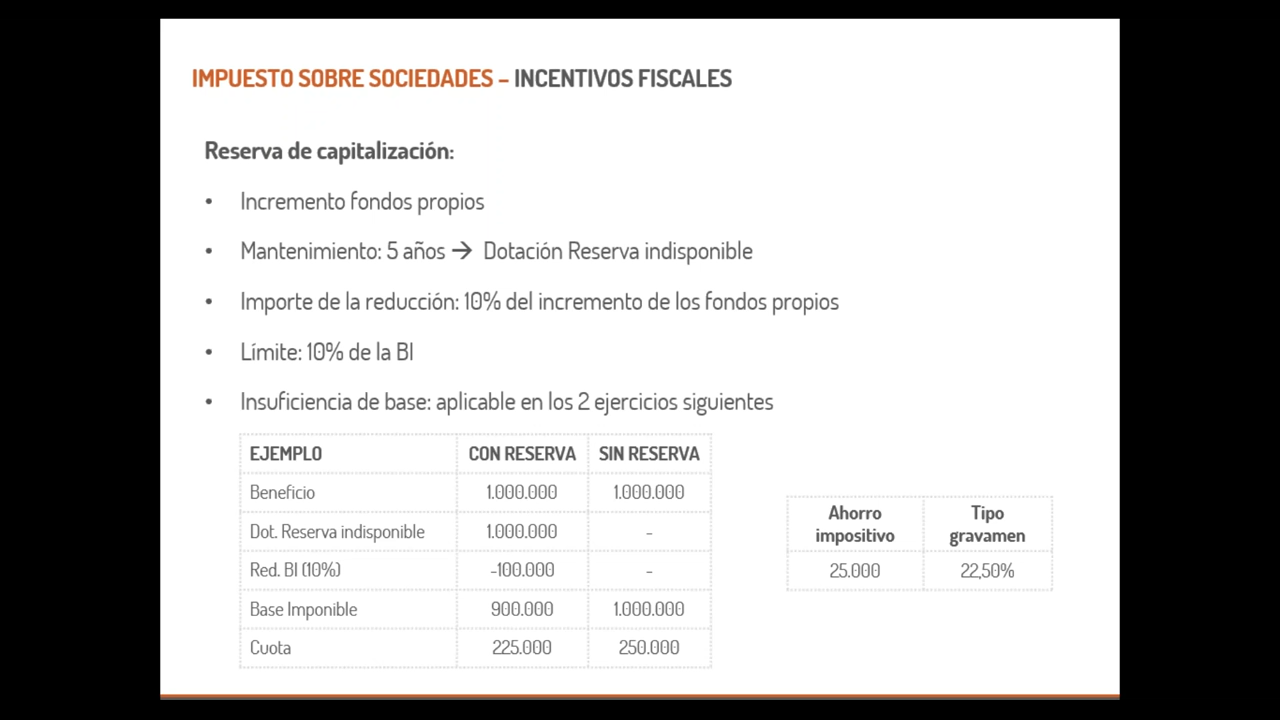 IMPUESTO SOBRE SOCIEDADES – INCENTIVOS FISCALES
Reserva de capitalización:
• Incremento fondos propios
• Mantenimiento: 5 años → Dotación Reserva indisponible
• Importe de la reducción: 10% del incremento de los fondos propios
• Límite: 10% de la BI
• Insuficiencia de base: aplicable en los 2 ejercicios siguientes
EJEMPLO CON RESERVA SIN RESERVA
Beneficio 1.000.000 1.000.000
Dot. Reserva indisponible 1.000.000 -
Red. BI (10%) -100.000 -
Base Imponible 900.000 1.000.000
Cuota 225.000 250.000
Ahorro Tipo
impositivo gravamen
25.000 22,50%